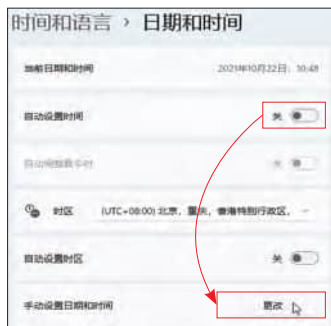 时间和语言 › 日期和时间
当前日期和时间 2021年10月22日, 10:48
自动设置时间 关
关
时区 (UTC+08:00) 北京，重庆，香港特别行政区，
自动设置时区 关
手动设置日期和时间 更改